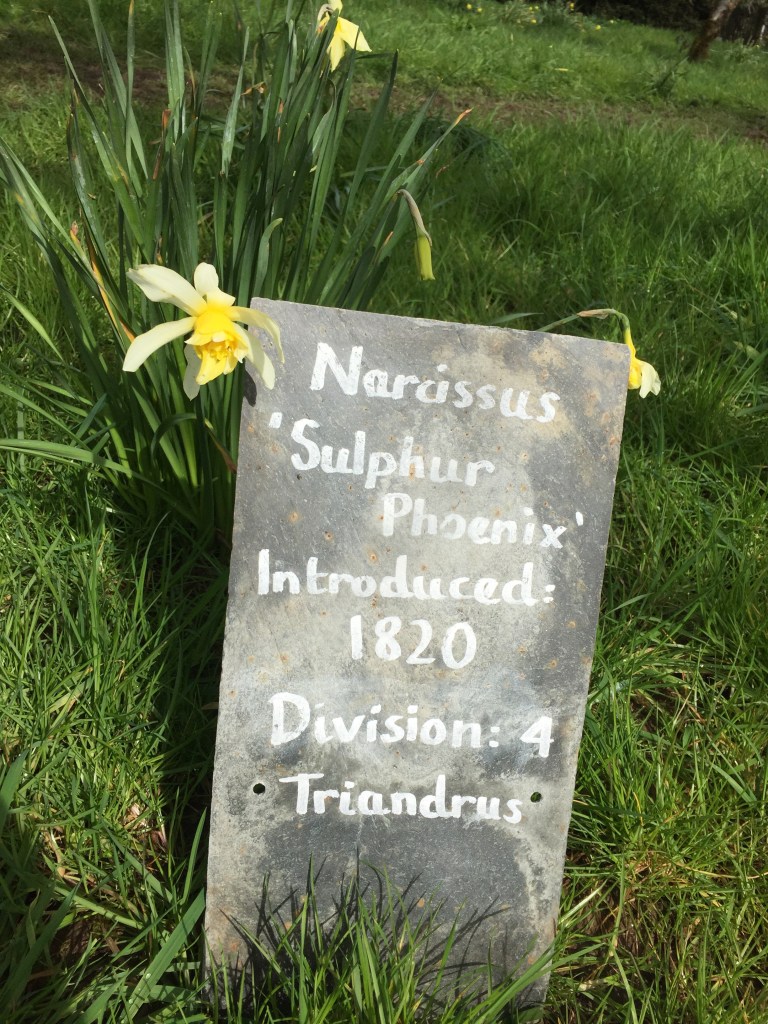 Narcissus
'Sulphur
Phoenix'
Introduced:
1820
Division: 4
Triandrus